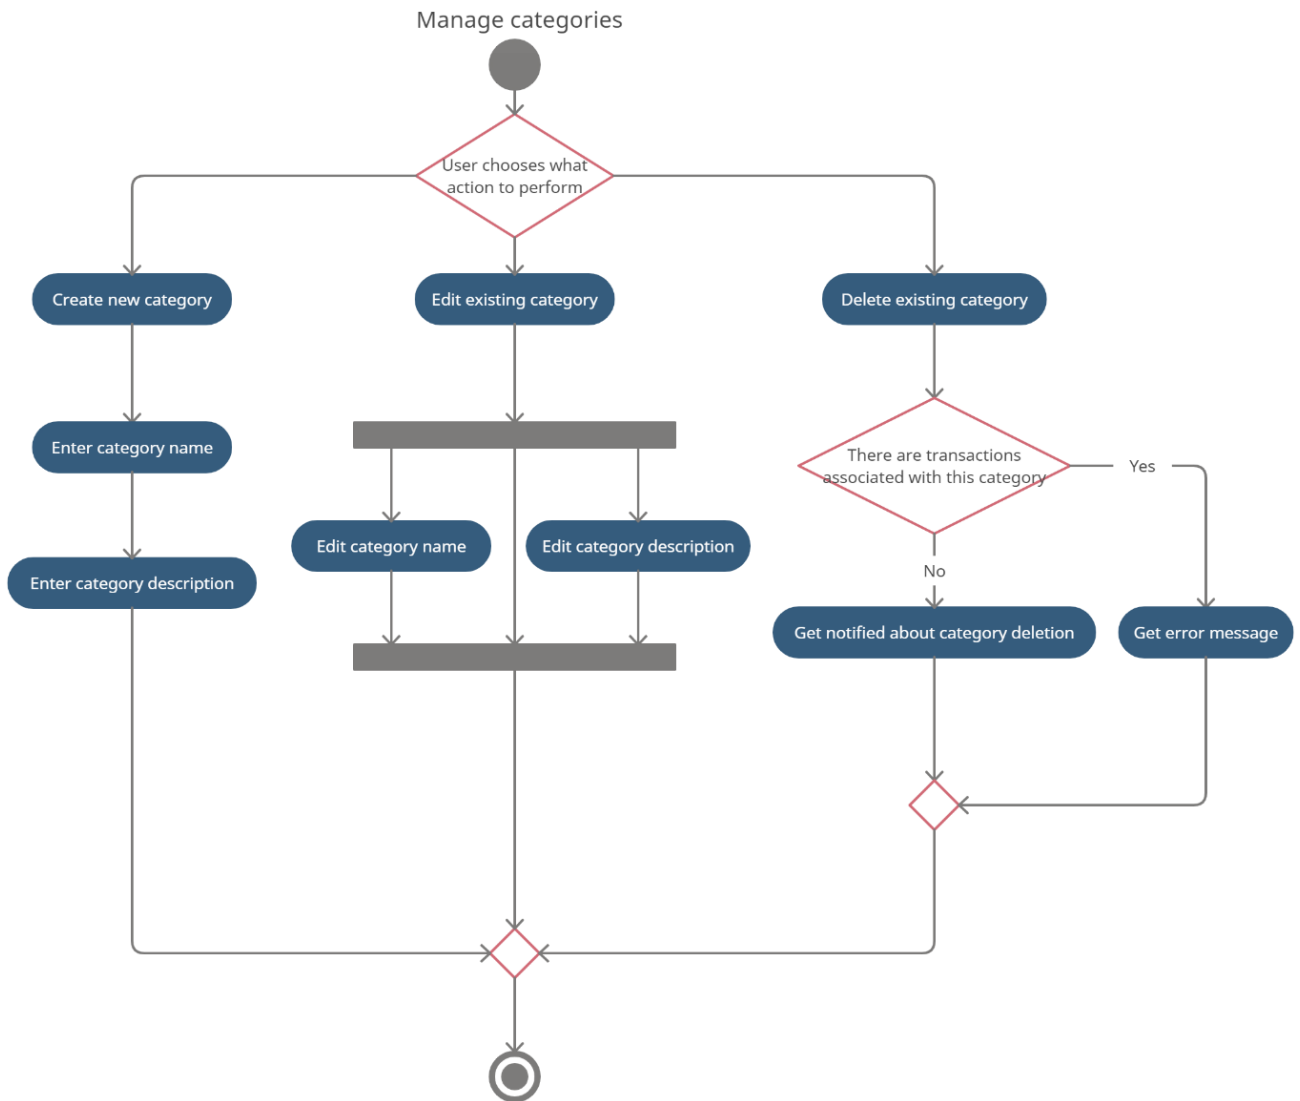 Manage categories
User chooses what
action to perform
Create new category
Edit existing category
Delete existing category
Enter category name
There are transactions
associated with this category
Yes
Edit category name
Edit category description
No
Enter category description
Get notified about category deletion
Get error message